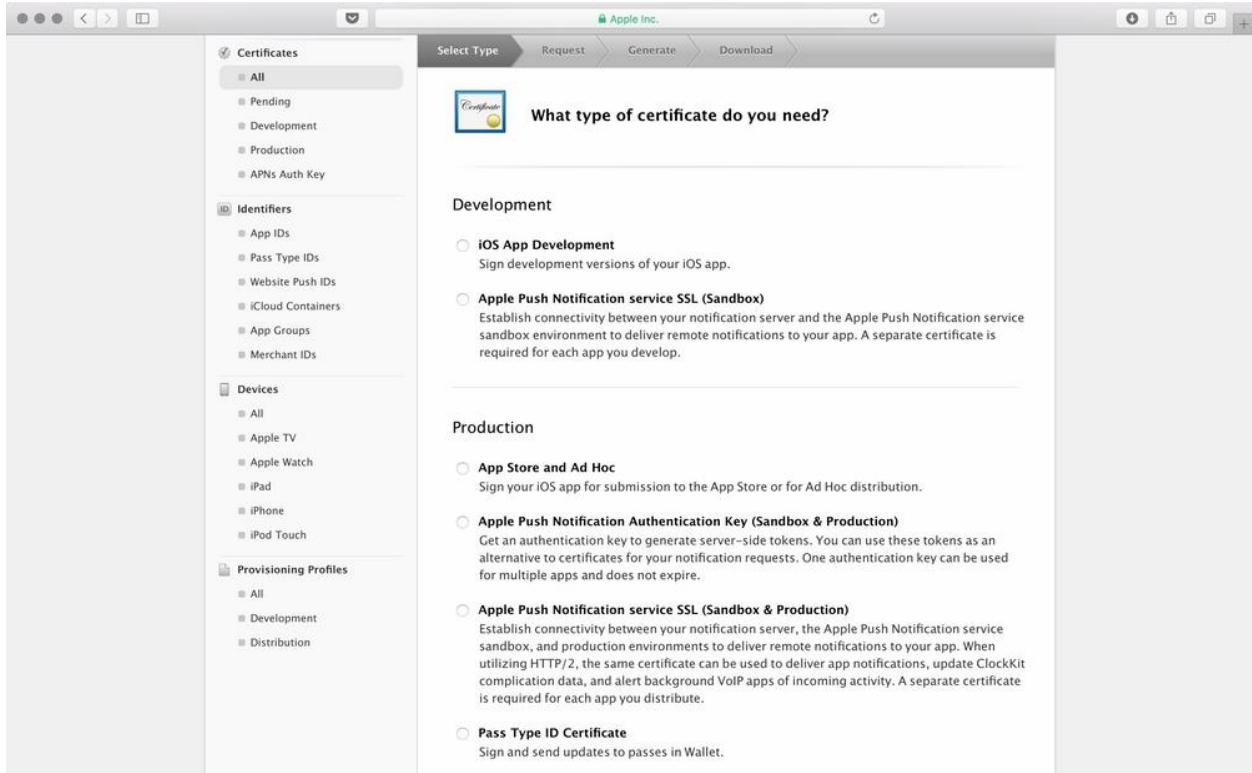 Apple Inc.
Certificates
All
Pending
Development
Production
APNs Auth Key
Identifiers
App IDs
Pass Type IDs
Website Push IDs
iCloud Containers
App Groups
Merchant IDs
Devices
All
Apple TV
Apple Watch
iPad
iPhone
iPod Touch
Provisioning Profiles
All
Development
Distribution
Select Type
Request
Generate
Download
Certificate
What type of certificate do you need?
Development
iOS App Development
Sign development versions of your iOS app.
Apple Push Notification service SSL (Sandbox)
Establish connectivity between your notification server and the Apple Push Notification service
sandbox environment to deliver remote notifications to your app. A separate certificate is
required for each app you develop.
Production
App Store and Ad Hoc
Sign your iOS app for submission to the App Store or for Ad Hoc distribution.
Apple Push Notification Authentication Key (Sandbox & Production)
Get an authentication key to generate server-side tokens. You can use these tokens as an
alternative to certificates for your notification requests. One authentication key can be used
for multiple apps and does not expire.
Apple Push Notification service SSL (Sandbox & Production)
Establish connectivity between your notification server, the Apple Push Notification service
sandbox, and production environments to deliver remote notifications to your app. When
utilizing HTTP/2, the same certificate can be used to deliver app notifications, update ClockKit
complication data, and alert background VoIP apps of incoming activity. A separate certificate
is required for each app you distribute.
Pass Type ID Certificate
Sign and send updates to passes in Wallet.
ID